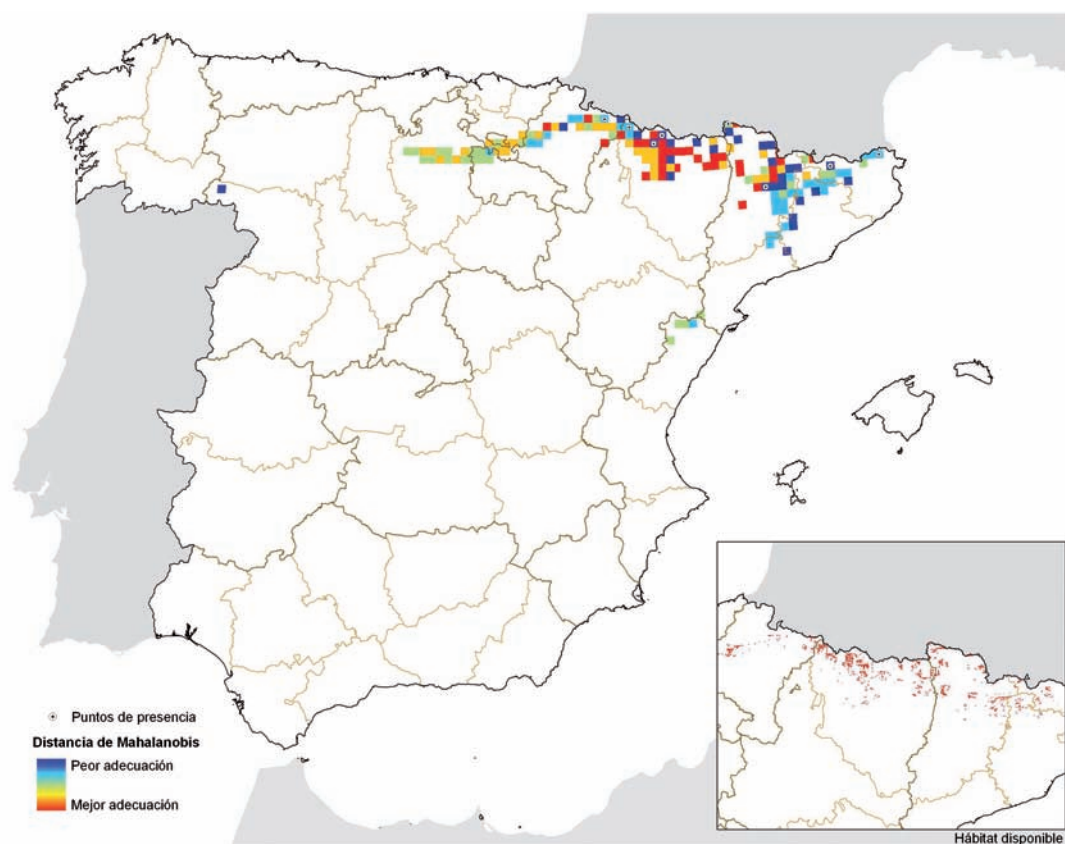 Puntos de presencia
Distancia de Mahalanobis
Peor adecuación
Mejor adecuación
Hábitat disponible